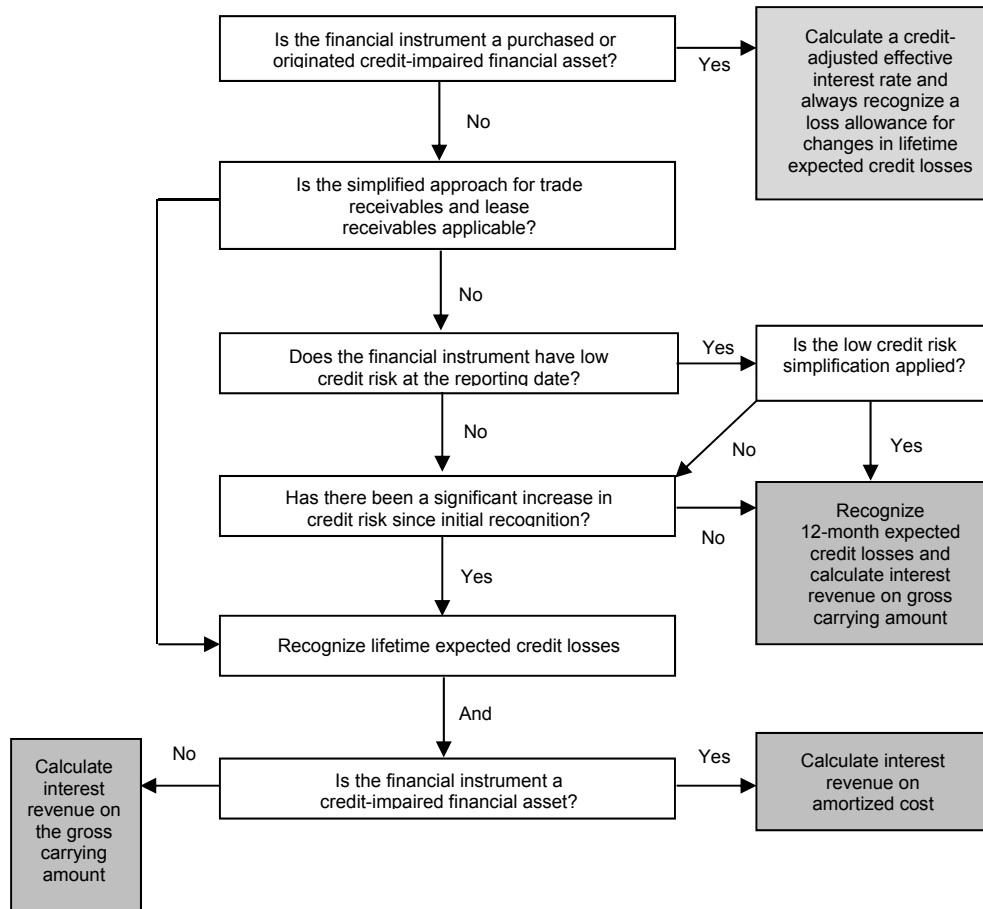 Is the financial instrument a purchased or
originated credit-impaired financial asset?
Yes
Calculate a credit-
adjusted effective
interest rate and
always recognize a
loss allowance for
changes in lifetime
expected credit losses
No
Is the simplified approach for trade
receivables and lease
receivables applicable?
No
Does the financial instrument have low
credit risk at the reporting date?
Yes
Is the low credit risk
simplification applied?
No
No
Yes
Has there been a significant increase in
credit risk since initial recognition?
No
Recognize
12-month expected
credit losses and
calculate interest
revenue on gross
carrying amount
Yes
Recognize lifetime expected credit losses
And
Is the financial instrument a
credit-impaired financial asset?
No
Calculate
interest
revenue on
the gross
carrying
amount
Yes
Calculate interest
revenue on
amortized cost